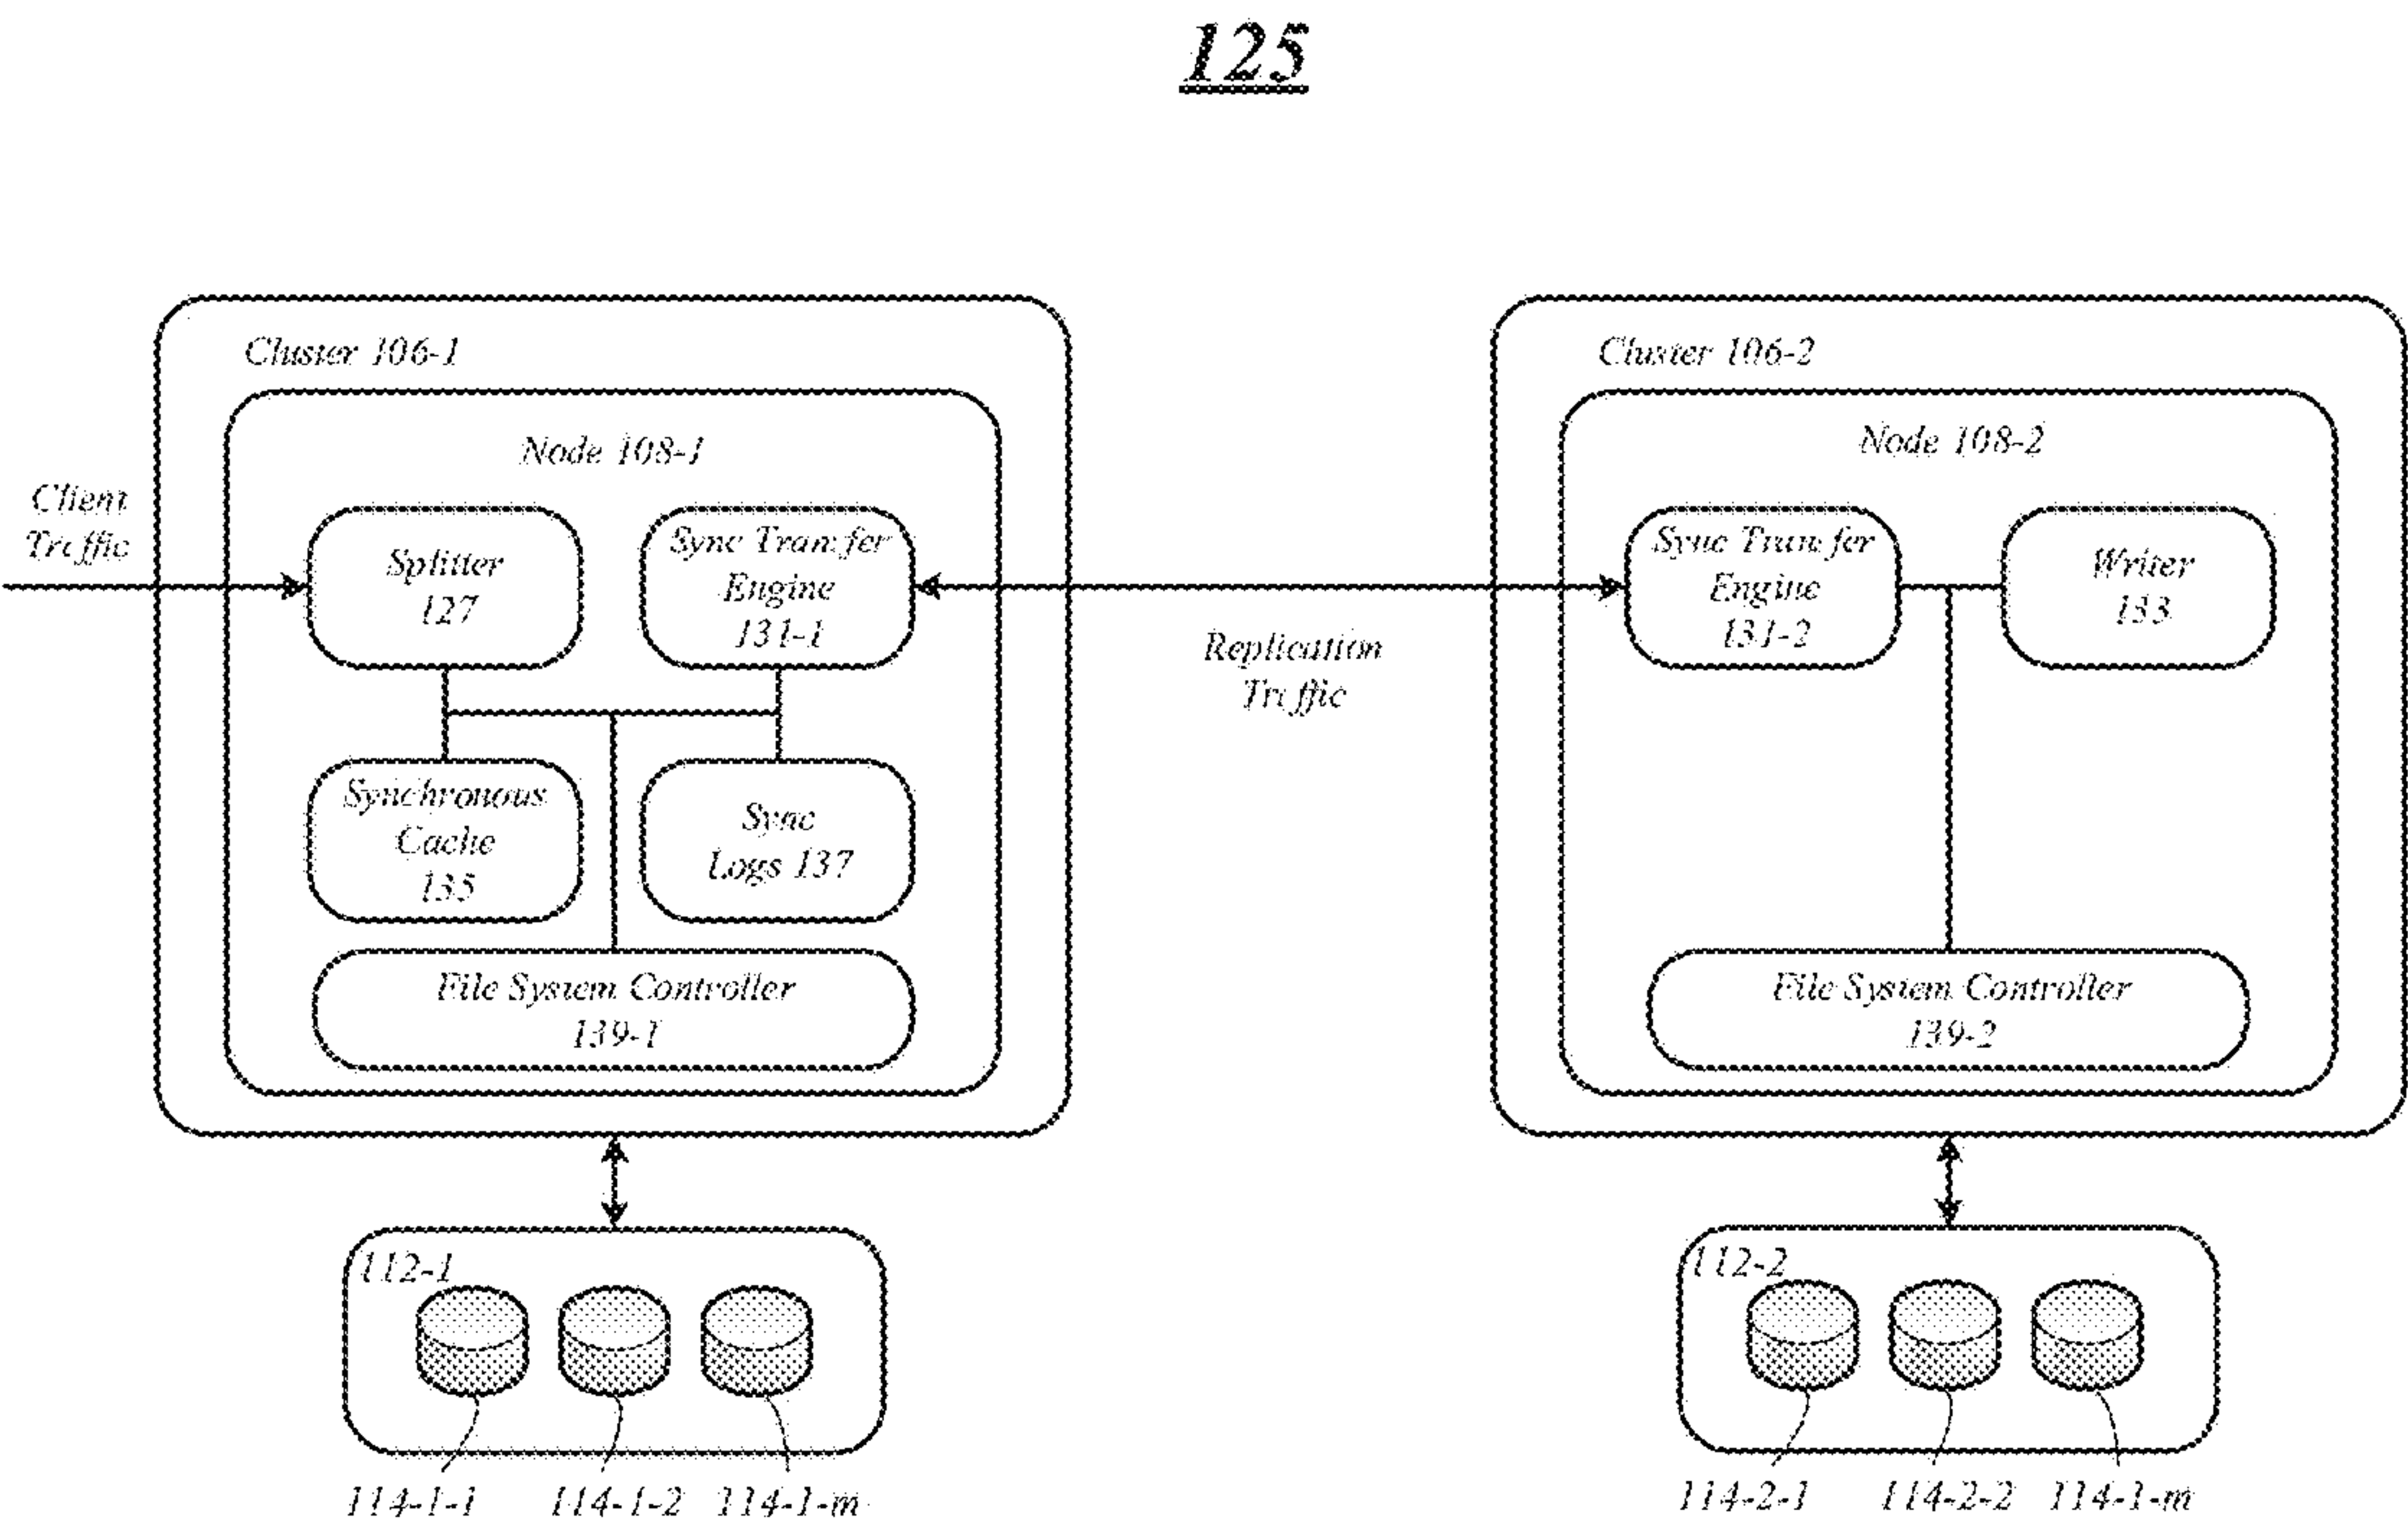 125
Cluster 106-1
Node 108-1
Client
Traffic
Splitter
127
Sync Transfer
Engine
131-1
Synchronous
Cache
135
Sync
Logs 137
File System Controller
139-1
Replication
Traffic
Cluster 106-2
Node 108-2
Sync Transfer
Engine
131-2
Writer
133
File System Controller
139-2
112-1
114-1-1 114-1-2 114-1-m
112-2
114-2-1 114-2-2 114-1-m